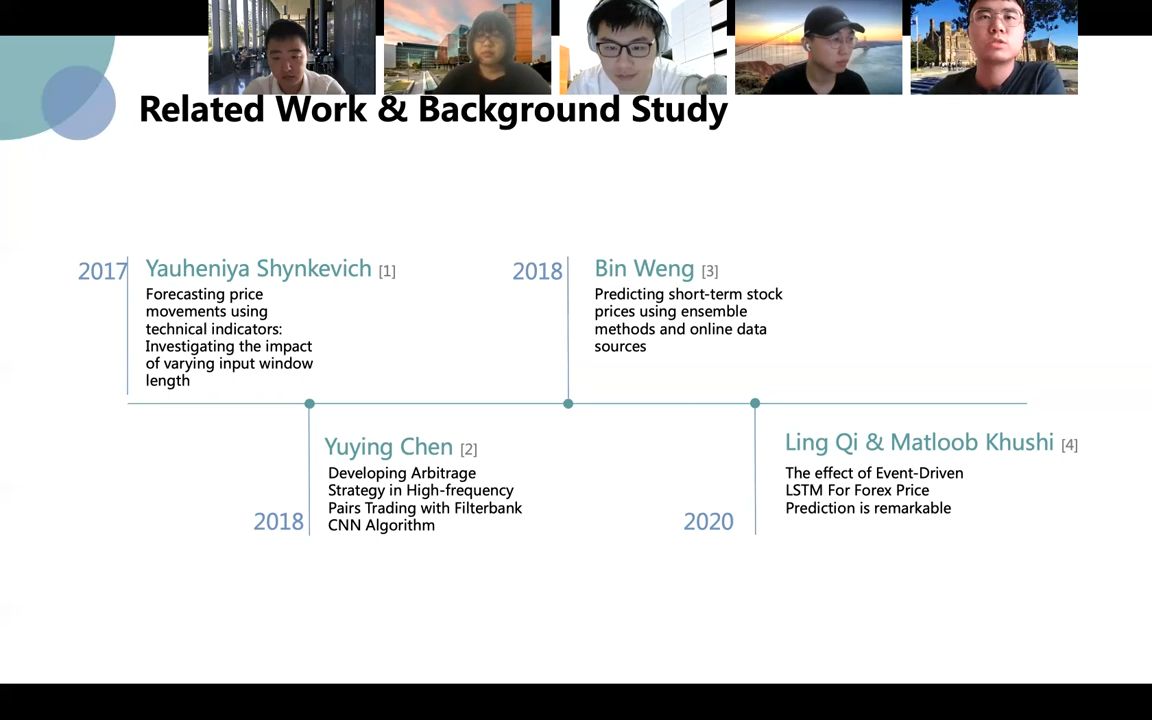 Related Work & Background Study
2017
Yauheniya Shynkevich [1]
Forecasting price
movements using
technical indicators:
Investigating the impact
of varying input window
length
2018
Bin Weng [3]
Predicting short-term stock
prices using ensemble
methods and online data
sources
2018
Yuying Chen [2]
Developing Arbitrage
Strategy in High-frequency
Pairs Trading with Filterbank
CNN Algorithm
2020
Ling Qi & Matloob Khushi [4]
The effect of Event-Driven
LSTM For Forex Price
Prediction is remarkable